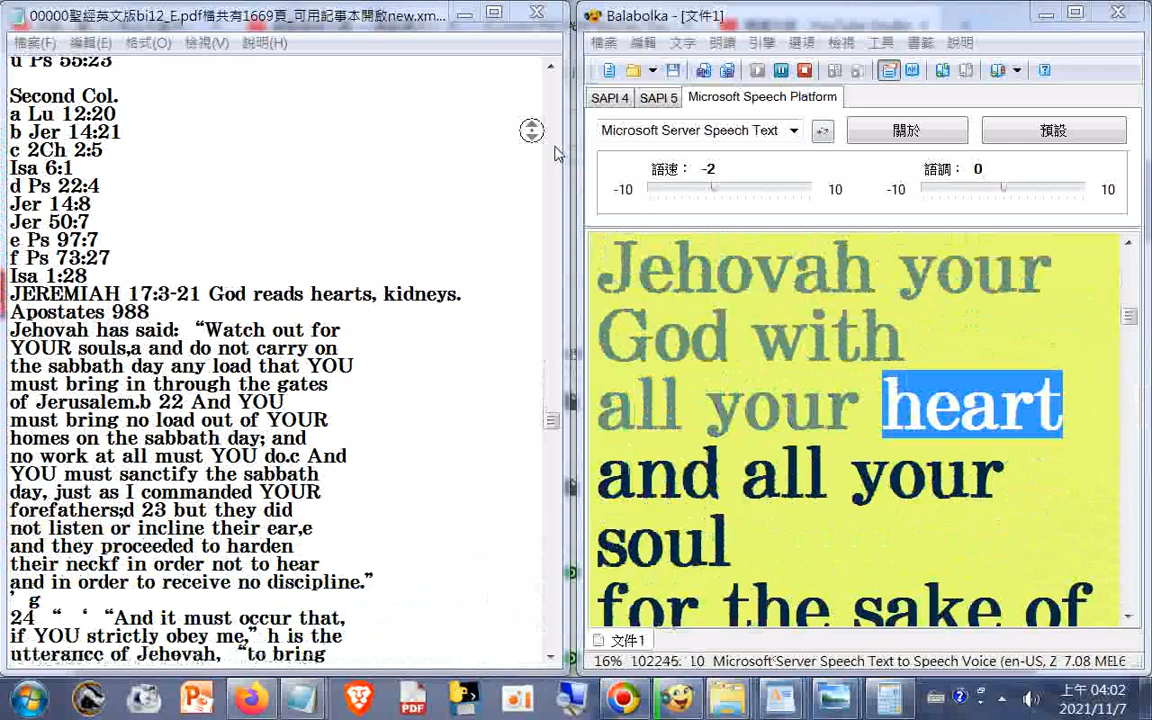 00000聖經英文版bi12_E.pdf檔共有1669頁_可用記事本開啟new.xm...
檔案(F) 編輯(E) 格式(O) 檢視(V) 說明(H)
u Ps 55:23
Second Col.
a Lu 12:20
b Jer 14:21
c 2Ch 2:5
Isa 6:1
d Ps 22:4
Jer 14:8
Jer 50:7
e Ps 97:7
f Ps 73:27
Isa 1:28
JEREMIAH 17:3-21 God reads hearts, kidneys.
Apostates 988
Jehovah has said: “Watch out for
YOUR souls,a and do not carry on
the sabbath day any load that YOU
must bring in through the gates
of Jerusalem.b 22 And YOU
must bring no load out of YOUR
homes on the sabbath day; and
no work at all must YOU do.c And
YOU must sanctify the sabbath
day, just as I commanded YOUR
forefathers;d 23 but they did
not listen or incline their ear,e
and they proceeded to harden
their neckf in order not to hear
and in order to receive no discipline.”
’ g
24 “ ‘ “And it must occur that,
if YOU strictly obey me,” h is the
utterance of Jehovah, “to bring
Balabolka - [文件1]
檔案 編輯 文字 朗讀 引擎 選項 檢視 工具 書籤 說明
SAPI 4 SAPI 5 Microsoft Speech Platform
Microsoft Server Speech Text 關於 預設
語速： -2 語調： 0
-10 10 -10 10
Jehovah your
God with
all your heart
and all your
soul
for the sake of
文件1
16% 102245: 10 Microsoft Server Speech Text to Speech Voice (en-US, Z 7.08 MB
上午 04:02
2021/11/7